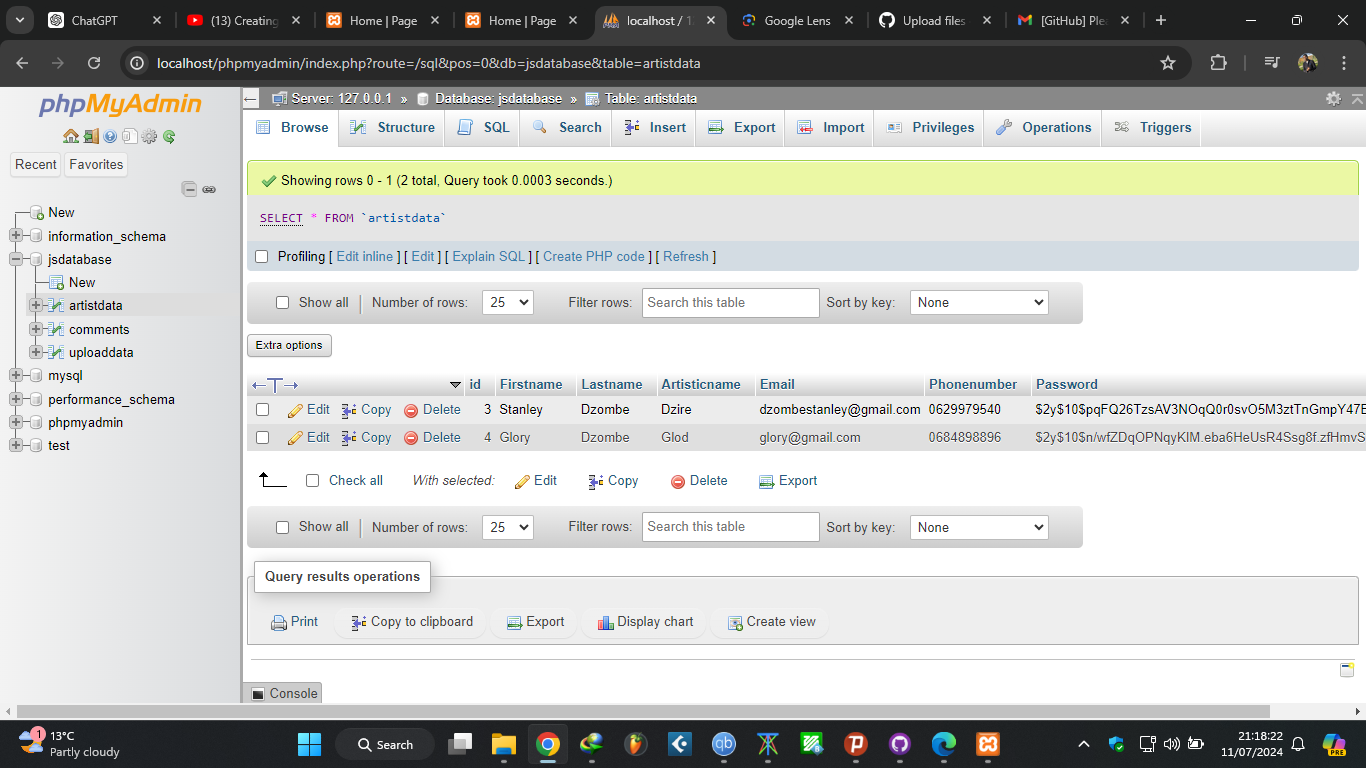 ChatGPT
(13) Creating
Home | Page
Home | Page
localhost / 1
Google Lens
Upload files
[GitHub] Ple
localhost/phpmyadmin/index.php?route=/sql&pos=0&db=jsdatabase&table=artistdata
phpMyAdmin
Recent Favorites
New
information_schema
jsdatabase
New
artistdata
comments
uploaddata
mysql
performance_schema
phpmyadmin
test
Server: 127.0.0.1 » Database: jsdatabase » Table: artistdata
Browse Structure SQL Search Insert Export Import Privileges Operations Triggers
Showing rows 0 - 1 (2 total, Query took 0.0003 seconds.)
SELECT * FROM `artistdata`
Profiling [ Edit inline ] [ Edit ] [ Explain SQL ] [ Create PHP code ] [ Refresh ]
Show all Number of rows: 25 Filter rows: Search this table Sort by key: None
Extra options
←T→ id Firstname Lastname Artisticname Email Phonenumber Password
Edit Copy Delete 3 Stanley Dzombe Dzire dzombestanley@gmail.com 0629979540 $2y$10$pqFQ26TzsAV3NOqQ0r0svO5M3ztTnGmpY47E
Edit Copy Delete 4 Glory Dzombe Glod glory@gmail.com 0684898896 $2y$10$n/wfZDqOPNqyKIM.eba6HeUsR4Ssg8f.zfHmvS
Check all With selected: Edit Copy Delete Export
Show all Number of rows: 25 Filter rows: Search this table Sort by key: None
Query results operations
Print Copy to clipboard Export Display chart Create view
Console
1
13°C
Partly cloudy
Search
qb
21:18:22
11/07/2024
PRE